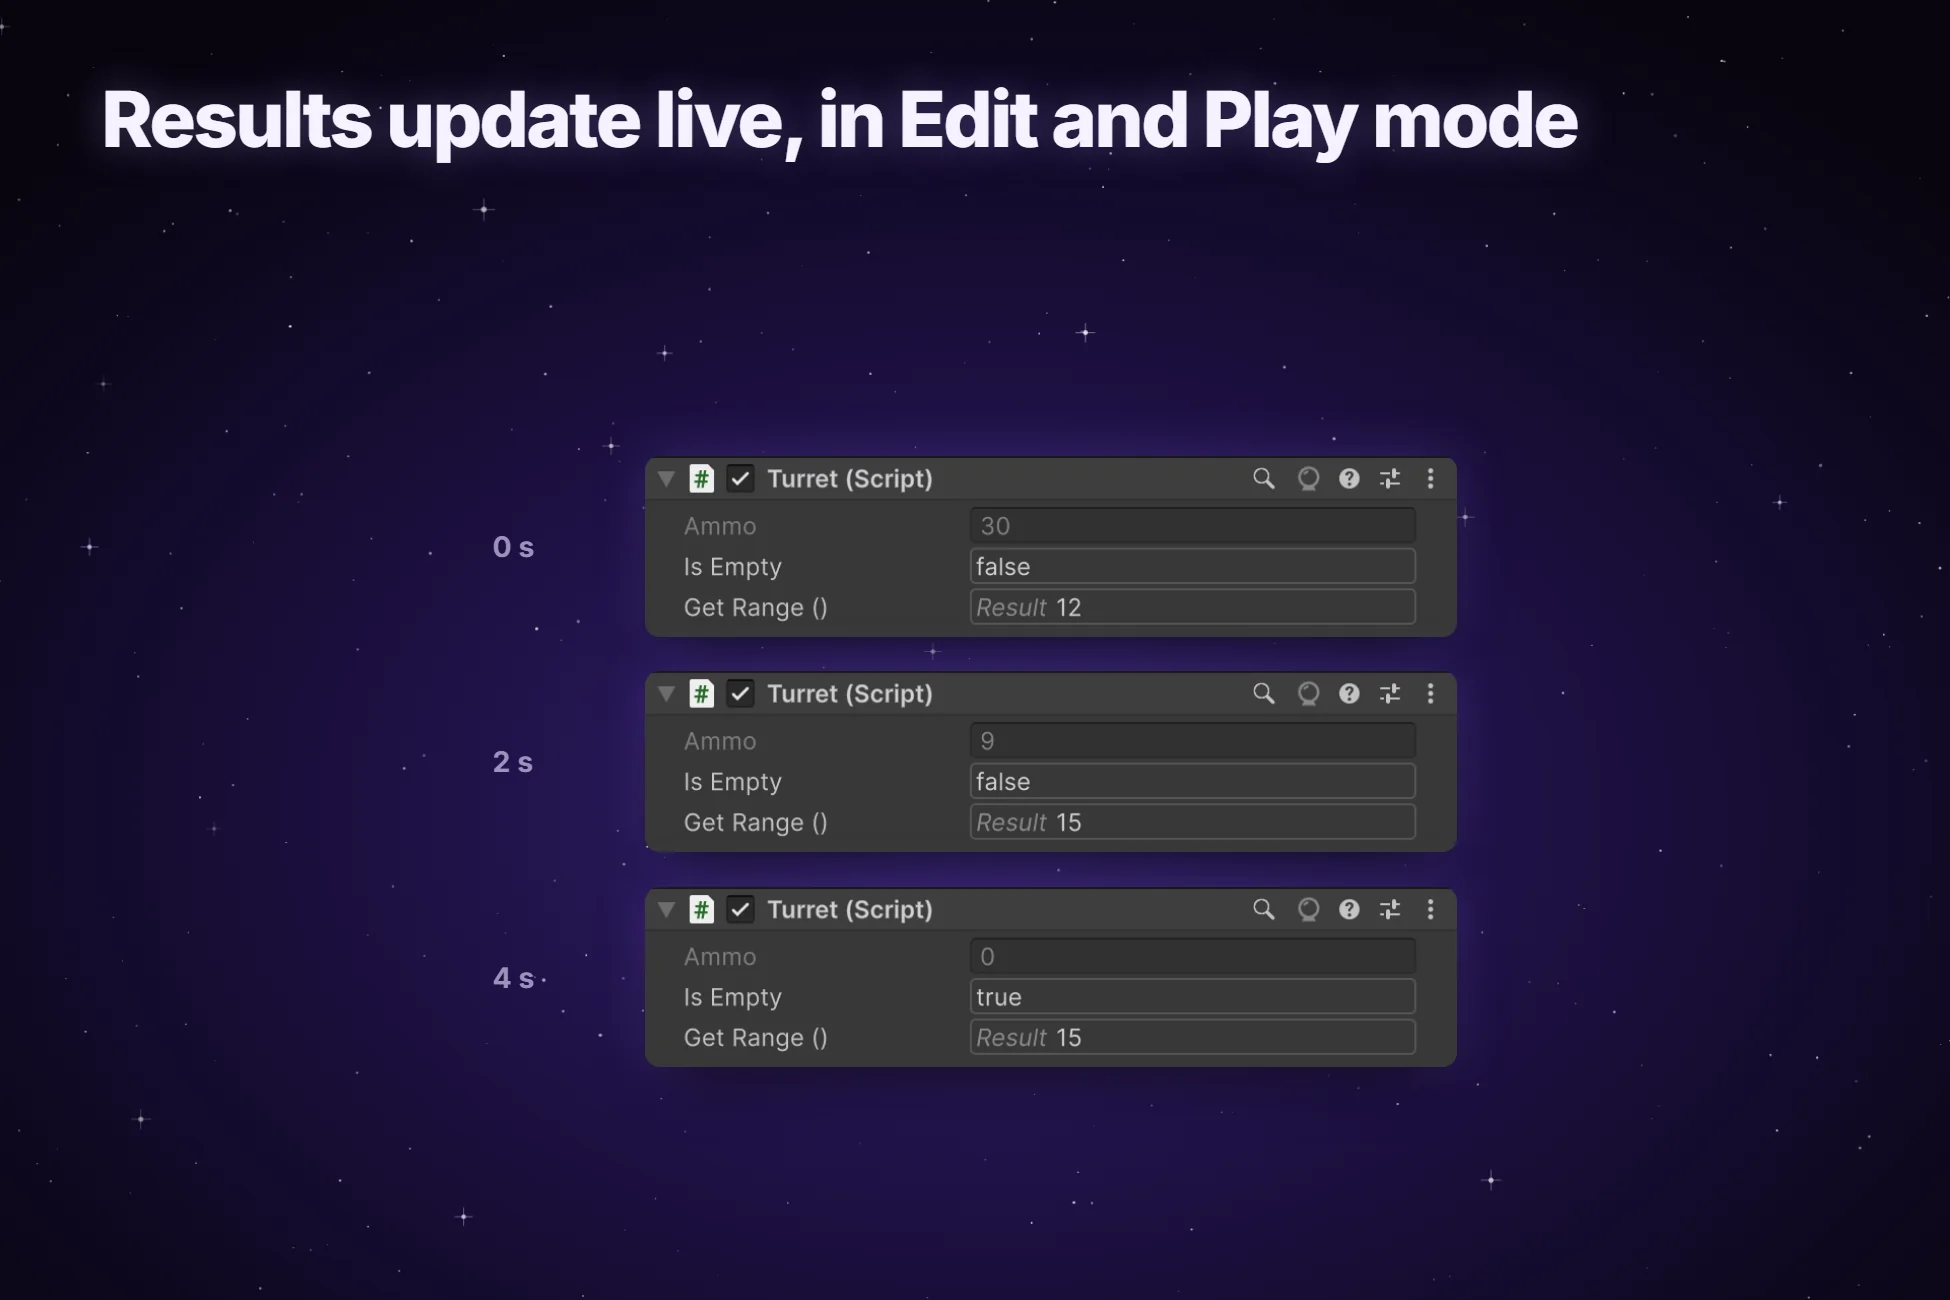 Results update live, in Edit and Play mode
0 s
# Turret (Script)
Ammo 30
Is Empty false
Get Range () Result 12
2 s
# Turret (Script)
Ammo 9
Is Empty false
Get Range () Result 15
4 s
# Turret (Script)
Ammo 0
Is Empty true
Get Range () Result 15